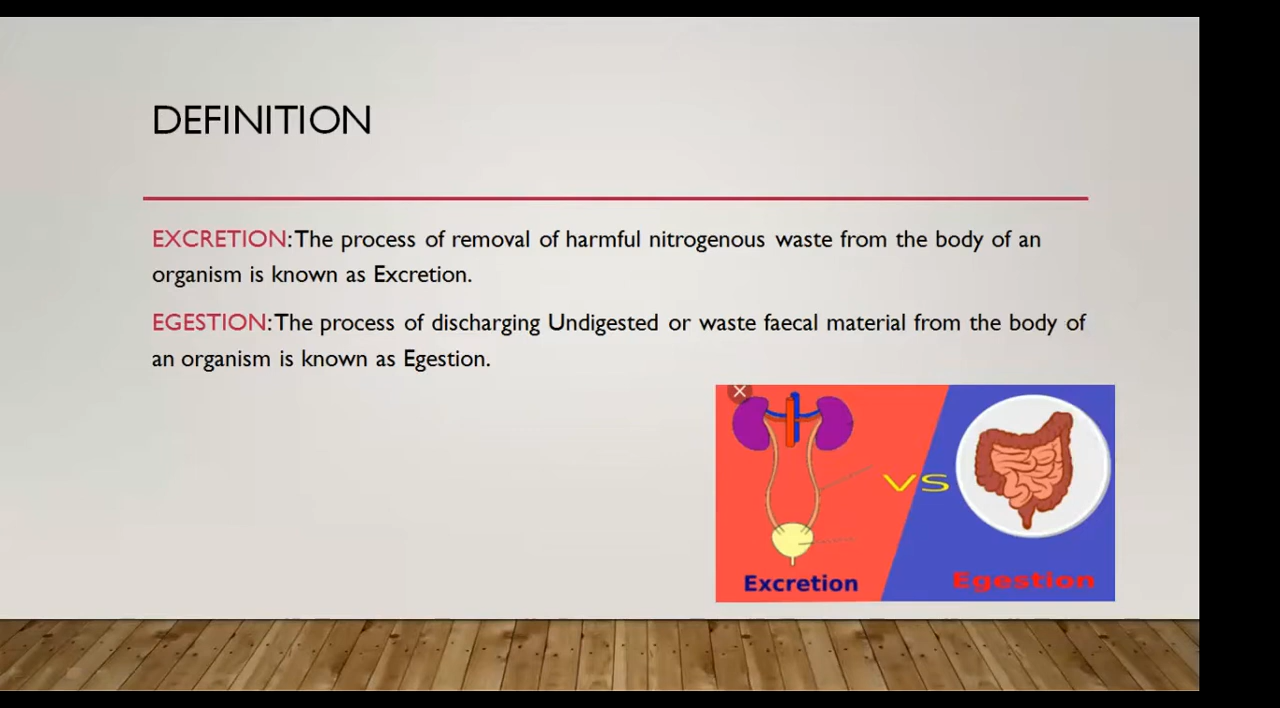 DEFINITION
EXCRETION:The process of removal of harmful nitrogenous waste from the body of an
organism is known as Excretion.
EGESTION:The process of discharging Undigested or waste faecal material from the body of
an organism is known as Egestion.
VS
Excretion
Egestion